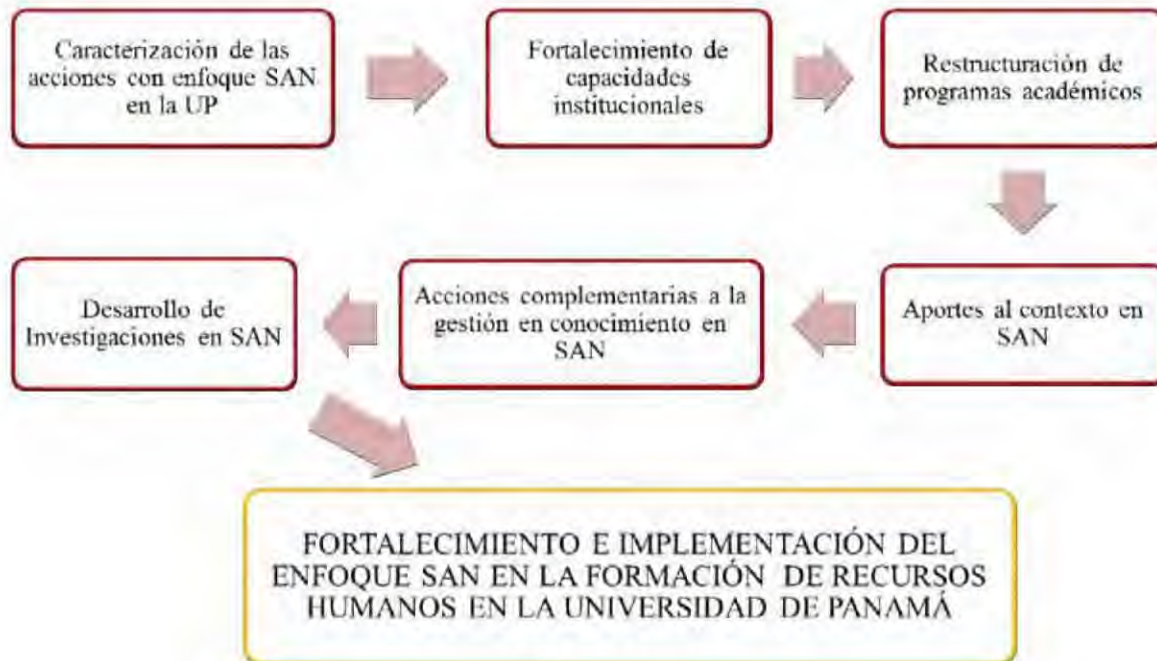 Caracterización de las
acciones con enfoque SAN
en la UP
Fortalecimiento de
capacidades
institucionales
Restructuración de
programas académicos
Aportes al contexto en
SAN
Acciones complementarias a la
gestión en conocimiento en
SAN
Desarrollo de
Investigaciones en SAN
FORTALECIMIENTO E IMPLEMENTACIÓN DEL
ENFOQUE SAN EN LA FORMACIÓN DE RECURSOS
HUMANOS EN LA UNIVERSIDAD DE PANAMÁ